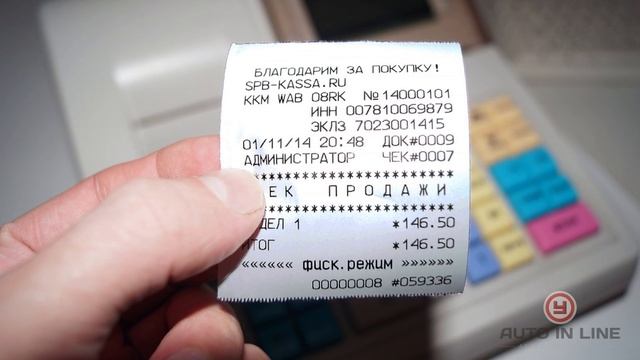 БЛАГОДАРИМ ЗА ПОКУПКУ!
SPB-KASSA.RU
ККМ WAB 08RK №14000101
ИНН 007810069879
ЭКЛЗ 7023001415
01/11/14 20:48 ДОК#0009
АДМИНИСТРАТОР ЧЕК#0007
************************
ЕК ПРОДАЖИ
************************
ДЕЛ 1 *146.50
ИТОГ *146.50
«««««« фиск.режим »»»»»»
00000008 #059336
AUTO IN LINE